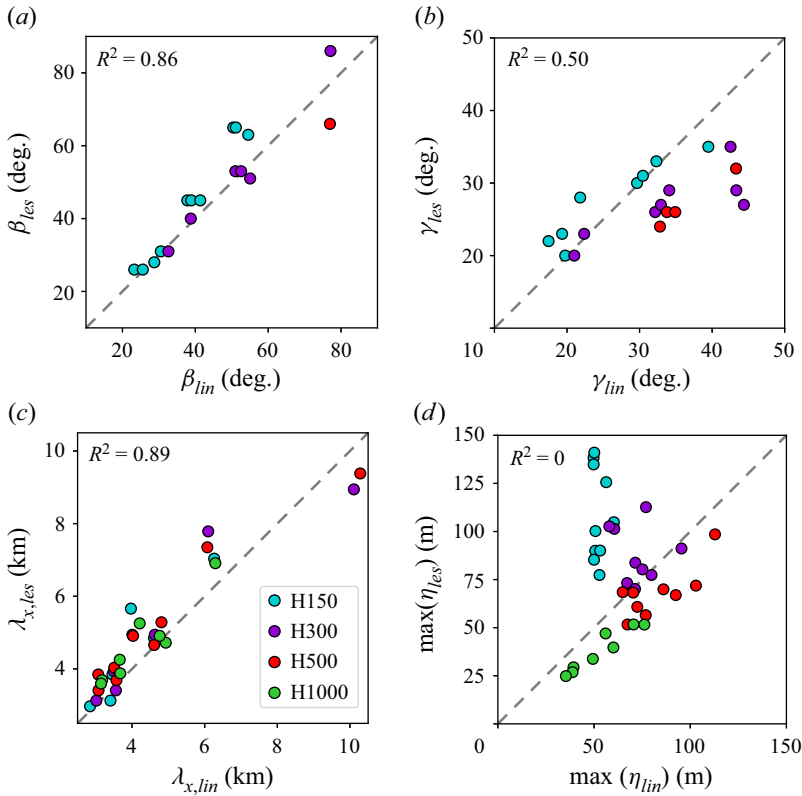 (a)
R² = 0.86
80
60
40
20
β_les (deg.)
20 40 60 80
β_lin (deg.)
(b)
50
R² = 0.50
40
30
20
10
γ_les (deg.)
10 20 30 40 50
γ_lin (deg.)
(c)
10
R² = 0.89
8
6
4
λ_x,les (km)
H150
H300
H500
H1000
4 6 8 10
λ_x,lin (km)
(d)
150
R² = 0
125
100
75
50
25
max(η_les) (m)
0 50 100 150
max (η_lin) (m)